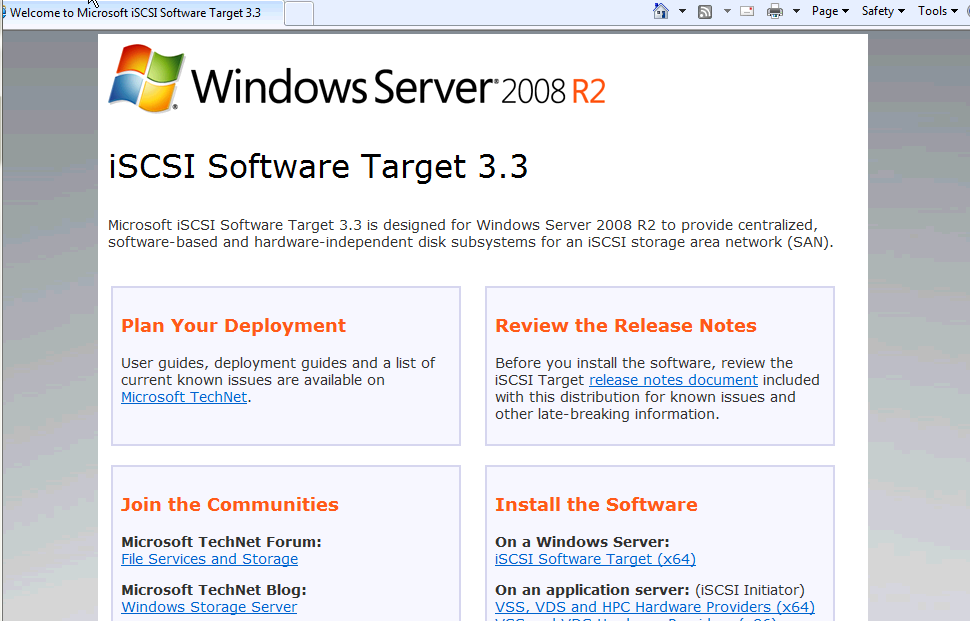 Welcome to Microsoft iSCSI Software Target 3.3
Page Safety Tools
Windows Server® 2008 R2
iSCSI Software Target 3.3
Microsoft iSCSI Software Target 3.3 is designed for Windows Server 2008 R2 to provide centralized,
software-based and hardware-independent disk subsystems for an iSCSI storage area network (SAN).
Plan Your Deployment
User guides, deployment guides and a list of
current known issues are available on
Microsoft TechNet.
Review the Release Notes
Before you install the software, review the
iSCSI Target release notes document included
with this distribution for known issues and
other late-breaking information.
Join the Communities
Microsoft TechNet Forum:
File Services and Storage
Microsoft TechNet Blog:
Windows Storage Server
Install the Software
On a Windows Server:
iSCSI Software Target (x64)
On an application server: (iSCSI Initiator)
VSS, VDS and HPC Hardware Providers (x64)